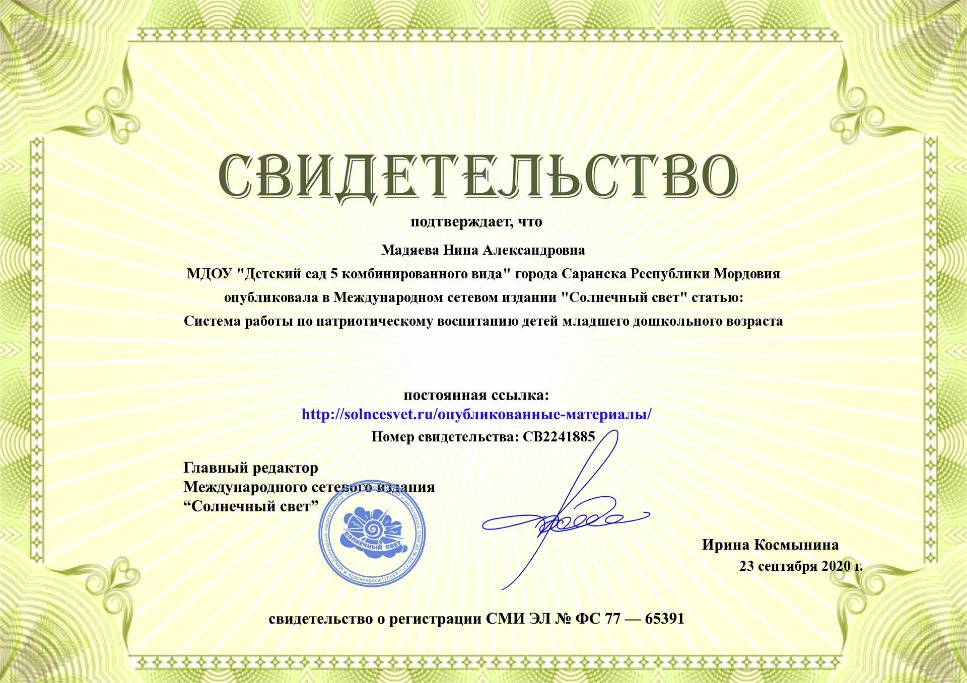 СВИДЕТЕЛЬСТВО
подтверждает, что
Мадяева Нина Александровна
МДОУ "Детский сад 5 комбинированного вида" города Саранска Республики Мордовия
опубликовала в Международном сетевом издании "Солнечный свет" статью:
Система работы по патриотическому воспитанию детей младшего дошкольного возраста
постоянная ссылка:
http://solncesvet.ru/опубликованные-материалы/
Номер свидетельства: СВ2241885
Главный редактор
Международного сетевого издания
“Солнечный свет”
СОЛНЕЧНЫЙ СВЕТ
Ирина Космынина
23 сентября 2020 г.
свидетельство о регистрации СМИ ЭЛ № ФС 77 — 65391